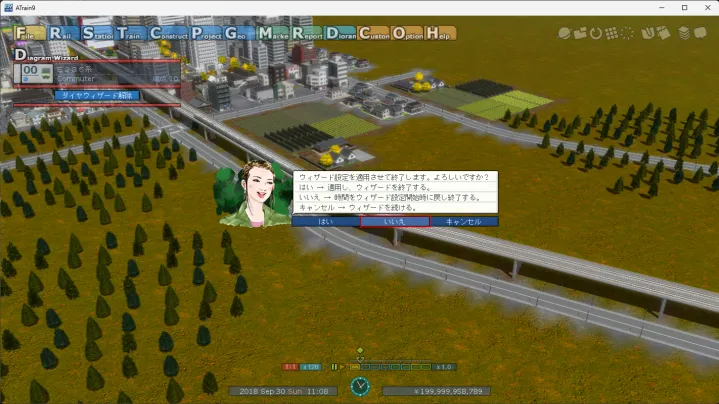 ATrain9
File Rail Station Train Construct Project Geo Market Report Diorama Custom Option Help
Diagram Wizard
00
Commuter
ダイヤウィザード解除
ウィザード設定を適用させて終了します。よろしいですか?
はい → 適用し、ウィザードを終了する。
いいえ → 時間をウィザード設定開始時に戻し終了する。
キャンセル → ウィザードを続ける。
はい いいえ キャンセル
1:1 x120 x1.0
2018 Sep 30 Sun 11:08 ¥199,999,958,789